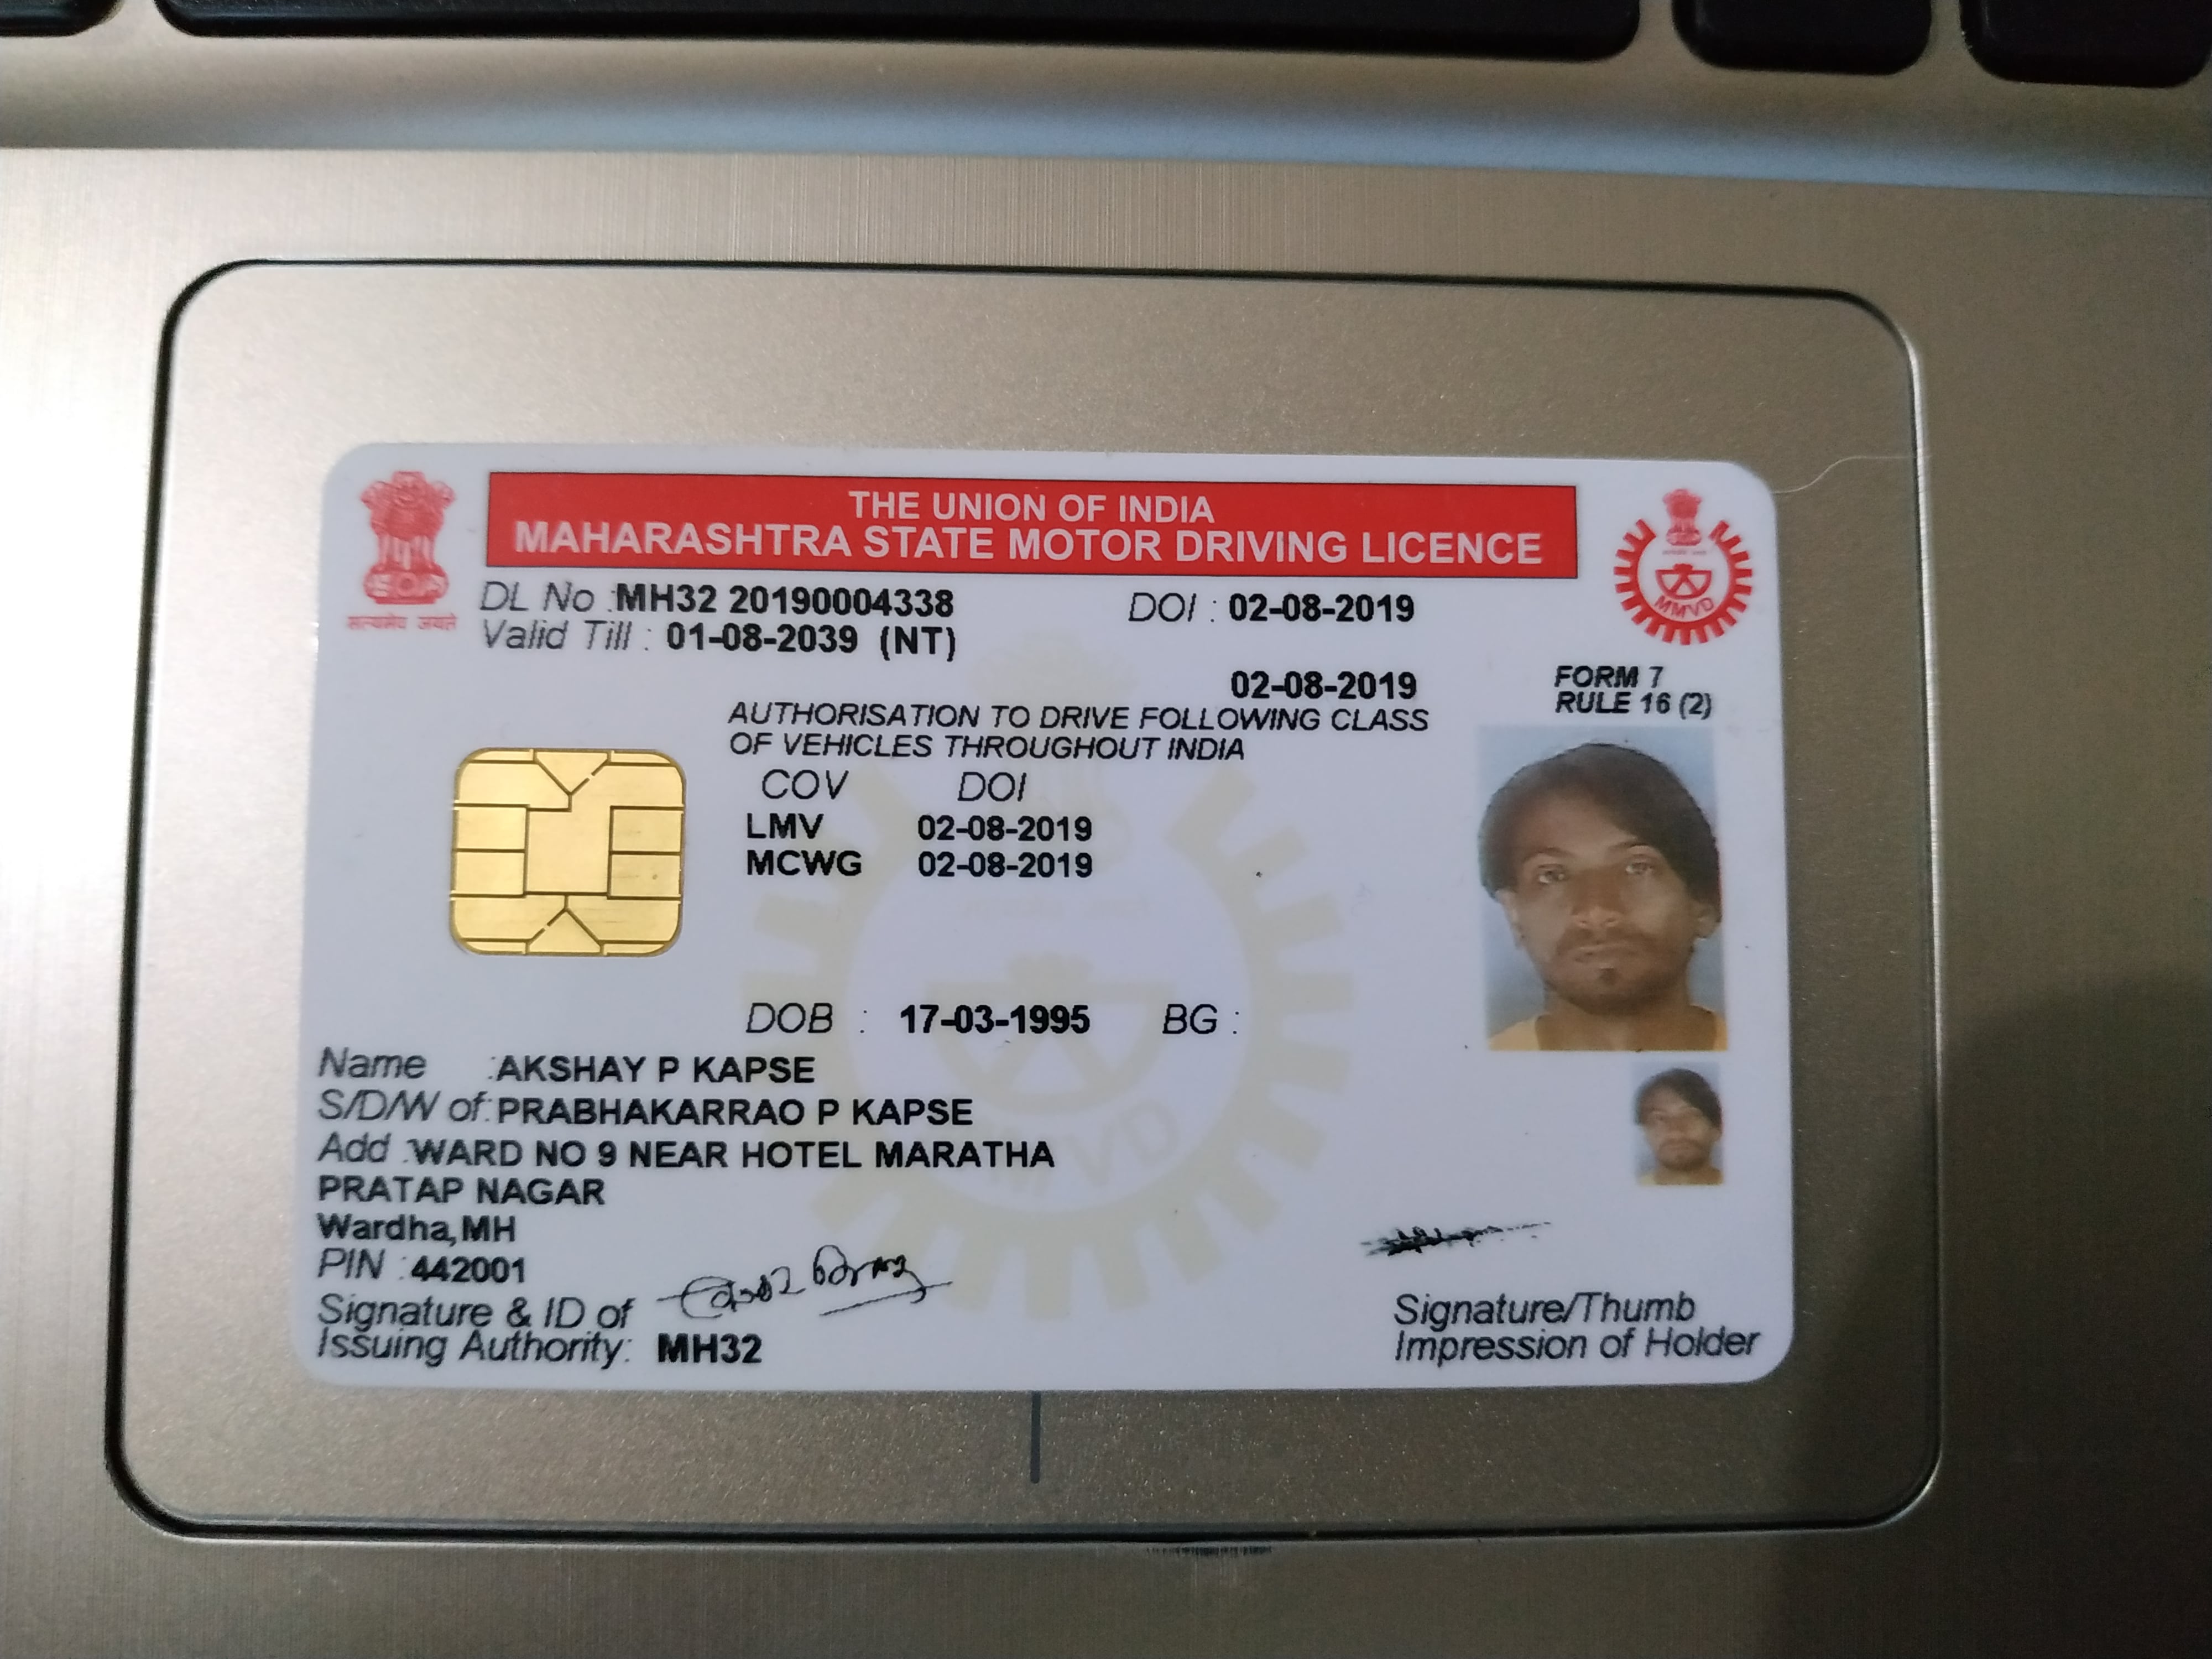 THE UNION OF INDIA
MAHARASHTRA STATE MOTOR DRIVING LICENCE
सत्यमेव जयते
MMVD
DL No : MH32 20190004338 DOI : 02-08-2019
Valid Till : 01-08-2039 (NT)
02-08-2019
FORM 7
RULE 16 (2)
AUTHORISATION TO DRIVE FOLLOWING CLASS
OF VEHICLES THROUGHOUT INDIA
COV DOI
LMV 02-08-2019
MCWG 02-08-2019
DOB : 17-03-1995 BG :
Name : AKSHAY P KAPSE
S/D/W of : PRABHAKARRAO P KAPSE
Add : WARD NO 9 NEAR HOTEL MARATHA
PRATAP NAGAR
Wardha,MH
PIN : 442001
Signature & ID of
Issuing Authority: MH32
Signature/Thumb
Impression of Holder
MMVD